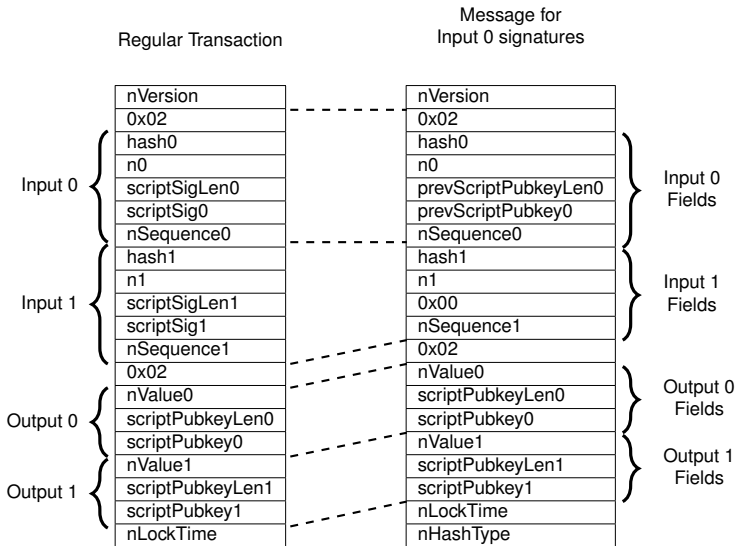 Regular Transaction
Message for
Input 0 signatures
nVersion
0x02
hash0
n0
scriptSigLen0
scriptSig0
nSequence0
hash1
n1
scriptSigLen1
scriptSig1
nSequence1
0x02
nValue0
scriptPubkeyLen0
scriptPubkey0
nValue1
scriptPubkeyLen1
scriptPubkey1
nLockTime
Input 0
Input 1
Output 0
Output 1
nVersion
0x02
hash0
n0
prevScriptPubkeyLen0
prevScriptPubkey0
nSequence0
hash1
n1
0x00
nSequence1
0x02
nValue0
scriptPubkeyLen0
scriptPubkey0
nValue1
scriptPubkeyLen1
scriptPubkey1
nLockTime
nHashType
Input 0
Fields
Input 1
Fields
Output 0
Fields
Output 1
Fields